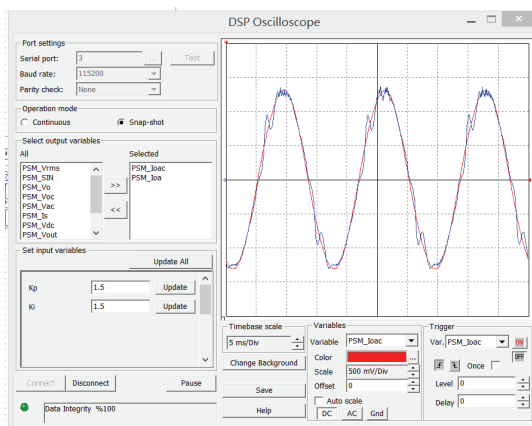 DSP Oscilloscope
Port settings
Serial port: 3 ... Test
Baud rate: 115200
Parity check: None
Operation mode
Continuous Snap-shot
Select output variables
All Selected
PSM_Vrms
PSM_SIN
PSM_Vo
PSM_Voc
PSM_Vac
PSM_Is
PSM_Vdc
PSM_Vout
>>
<<
PSM_Ioac
PSM_Ioa
Set input variables
Update All
Kp 1.5 Update
Ki 1.5 Update
Connect Disconnect Pause
Data Integrity %100
Timebase scale
5 ms/Div
Change Background
Save
Help
Variables
Variable PSM_Ioac
Color ...
Scale 500 mV/Div
Offset 0
Auto scale
DC AC Gnd
Trigger
Var. PSM_Ioac ON
OFF
Once
Level 0
Delay 0